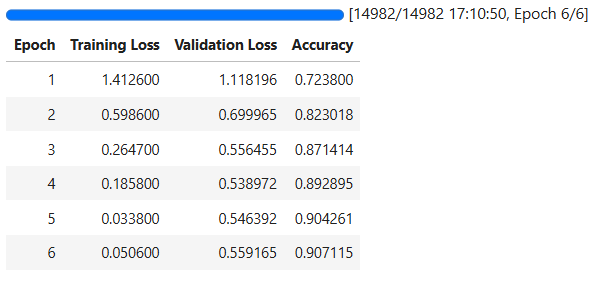 [14982/14982 17:10:50, Epoch 6/6]
Epoch Training Loss Validation Loss Accuracy
1 1.412600 1.118196 0.723800
2 0.598600 0.699965 0.823018
3 0.264700 0.556455 0.871414
4 0.185800 0.538972 0.892895
5 0.033800 0.546392 0.904261
6 0.050600 0.559165 0.907115